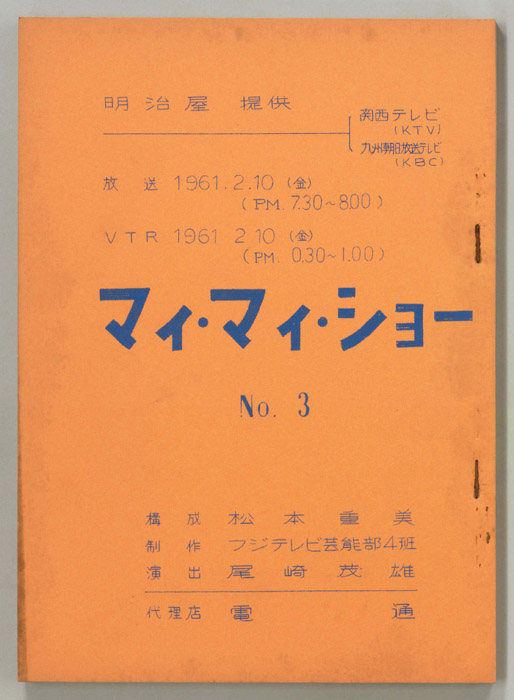 明治屋 提供
関西テレビ
(KTV)
九州朝日放送テレビ
(KBC)
放送 1961.2.10 (金)
(PM. 7.30~8.00)
VTR 1961 2 10 (金)
(PM. 0.30~1.00)
マイ・マイ・ショー
No. 3
構成 松本重美
制作 フジテレビ芸能部4班
演出 尾崎茂雄
代理店 電通